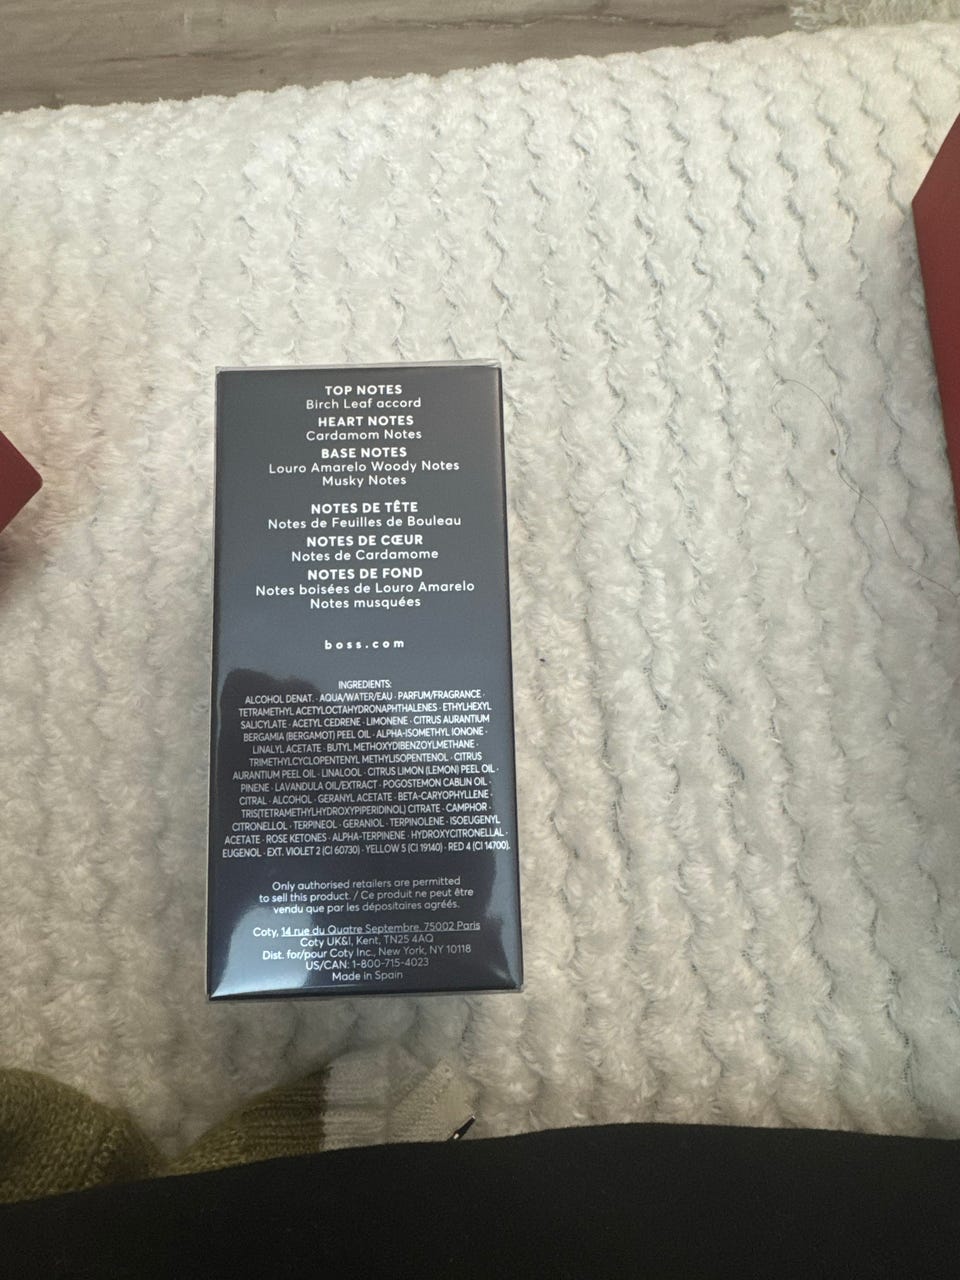 TOP NOTES
Birch Leaf accord
HEART NOTES
Cardamom Notes
BASE NOTES
Louro Amarelo Woody Notes
Musky Notes
NOTES DE TÊTE
Notes de Feuilles de Bouleau
NOTES DE CŒUR
Notes de Cardamome
NOTES DE FOND
Notes boisées de Louro Amarelo
Notes musquées
boss.com
INGREDIENTS:
ALCOHOL DENAT. · AQUA/WATER/EAU · PARFUM/FRAGRANCE ·
TETRAMETHYL ACETYLOCTAHYDRONAPHTHALENES · ETHYLHEXYL
SALICYLATE · ACETYL CEDRENE · LIMONENE · CITRUS AURANTIUM
BERGAMIA (BERGAMOT) PEEL OIL · ALPHA-ISOMETHYL IONONE ·
LINALYL ACETATE · BUTYL METHOXYDIBENZOYLMETHANE ·
TRIMETHYLCYCLOPENTENYL METHYLISOPENTENOL · CITRUS
AURANTIUM PEEL OIL · LINALOOL · CITRUS LIMON (LEMON) PEEL OIL ·
PINENE · LAVANDULA OIL/EXTRACT · POGOSTEMON CABLIN OIL ·
CITRAL · ALCOHOL · GERANYL ACETATE · BETA-CARYOPHYLLENE ·
TRIS(TETRAMETHYLHYDROXYPIPERIDINOL) CITRATE · CAMPHOR ·
CITRONELLOL · TERPINEOL · GERANIOL · TERPINOLENE · ISOEUGENYL
ACETATE · ROSE KETONES · ALPHA-TERPINENE · HYDROXYCITRONELLAL ·
EUGENOL · EXT. VIOLET 2 (CI 60730) · YELLOW 5 (CI 19140) · RED 4 (CI 14700).
Only authorised retailers are permitted
to sell this product. / Ce produit ne peut être
vendu que par les dépositaires agréés.
Coty, 14 rue du Quatre Septembre, 75002 Paris
Coty UK&I, Kent, TN25 4AQ
Dist. for/pour Coty Inc., New York, NY 10118
US/CAN: 1-800-715-4023
Made in Spain